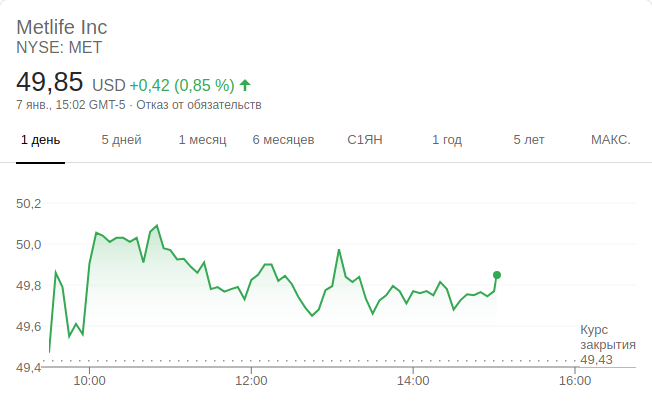 Metlife Inc
NYSE: MET
49,85 USD +0,42 (0,85 %)
7 янв., 15:02 GMT-5 · Отказ от обязательств
1 день 5 дней 1 месяц 6 месяцев С1ЯН 1 год 5 лет МАКС.
50,2
50,0
49,8
49,6
Курс
закрытия
49,43
49,4
10:00 12:00 14:00 16:00